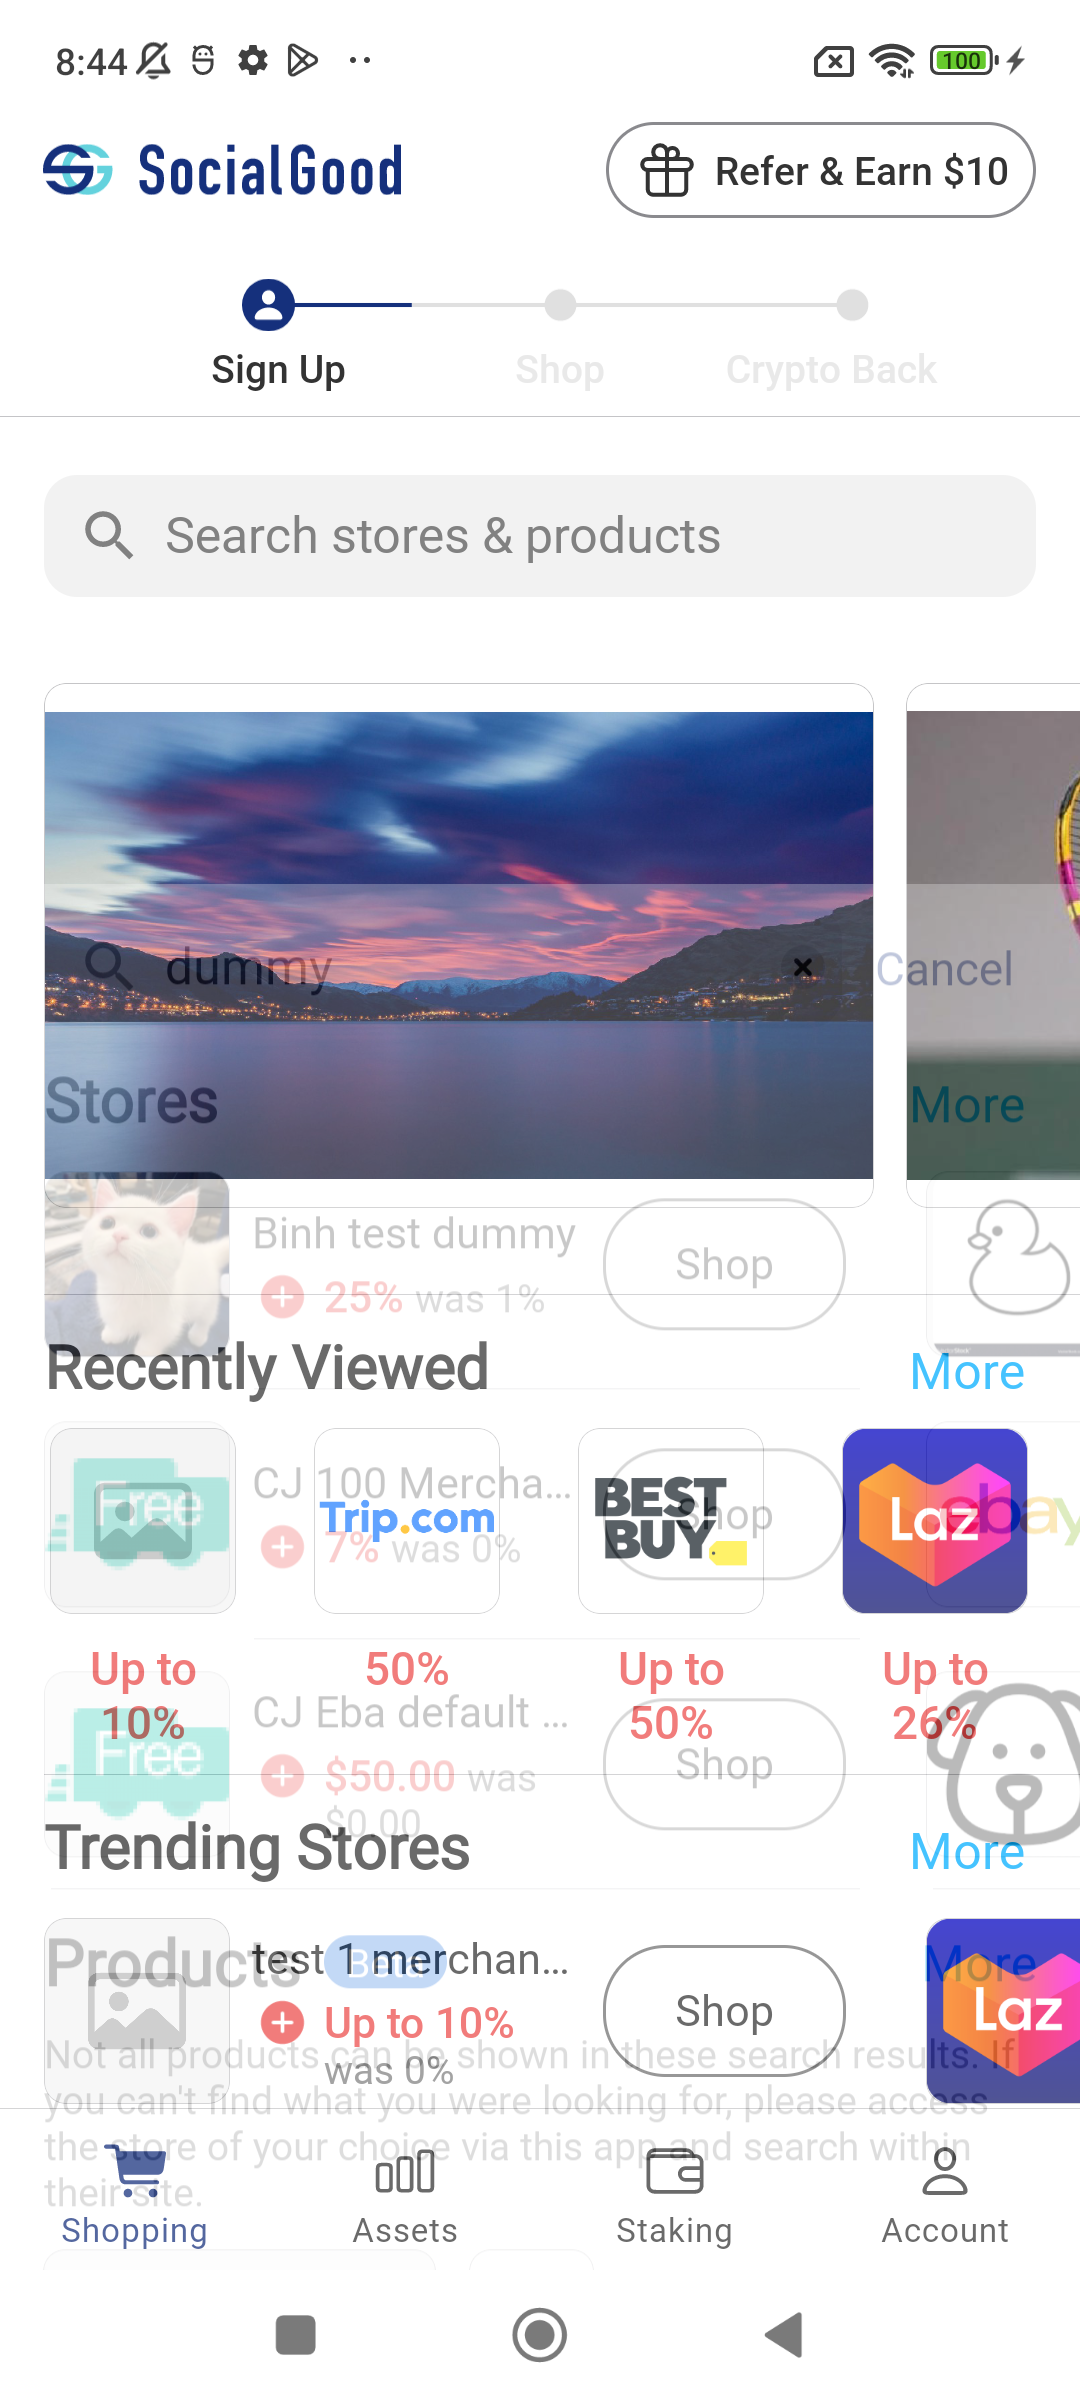 8:44
100
SocialGood
Refer & Earn $10
Sign Up
Shop
Crypto Back
Search stores & products
dummy
Cancel
Stores
More
Binh test dummy
25% was 1%
Shop
Recently Viewed
More
Free
CJ 100 Mercha...
7% was 0%
Shop
Trip.com
BEST
BUY
Laz
ebay
Up to
10%
50%
Up to
50%
Up to
26%
Free
CJ Eba default ...
$50.00 was
$0.00
Shop
Trending Stores
More
Products
Beta
More
test 1 merchan...
Up to 10%
was 0%
Shop
Laz
Not all products can be shown in these search results. If
you can't find what you were looking for, please access
the store of your choice via this app and search within
their site.
Shopping
Assets
Staking
Account